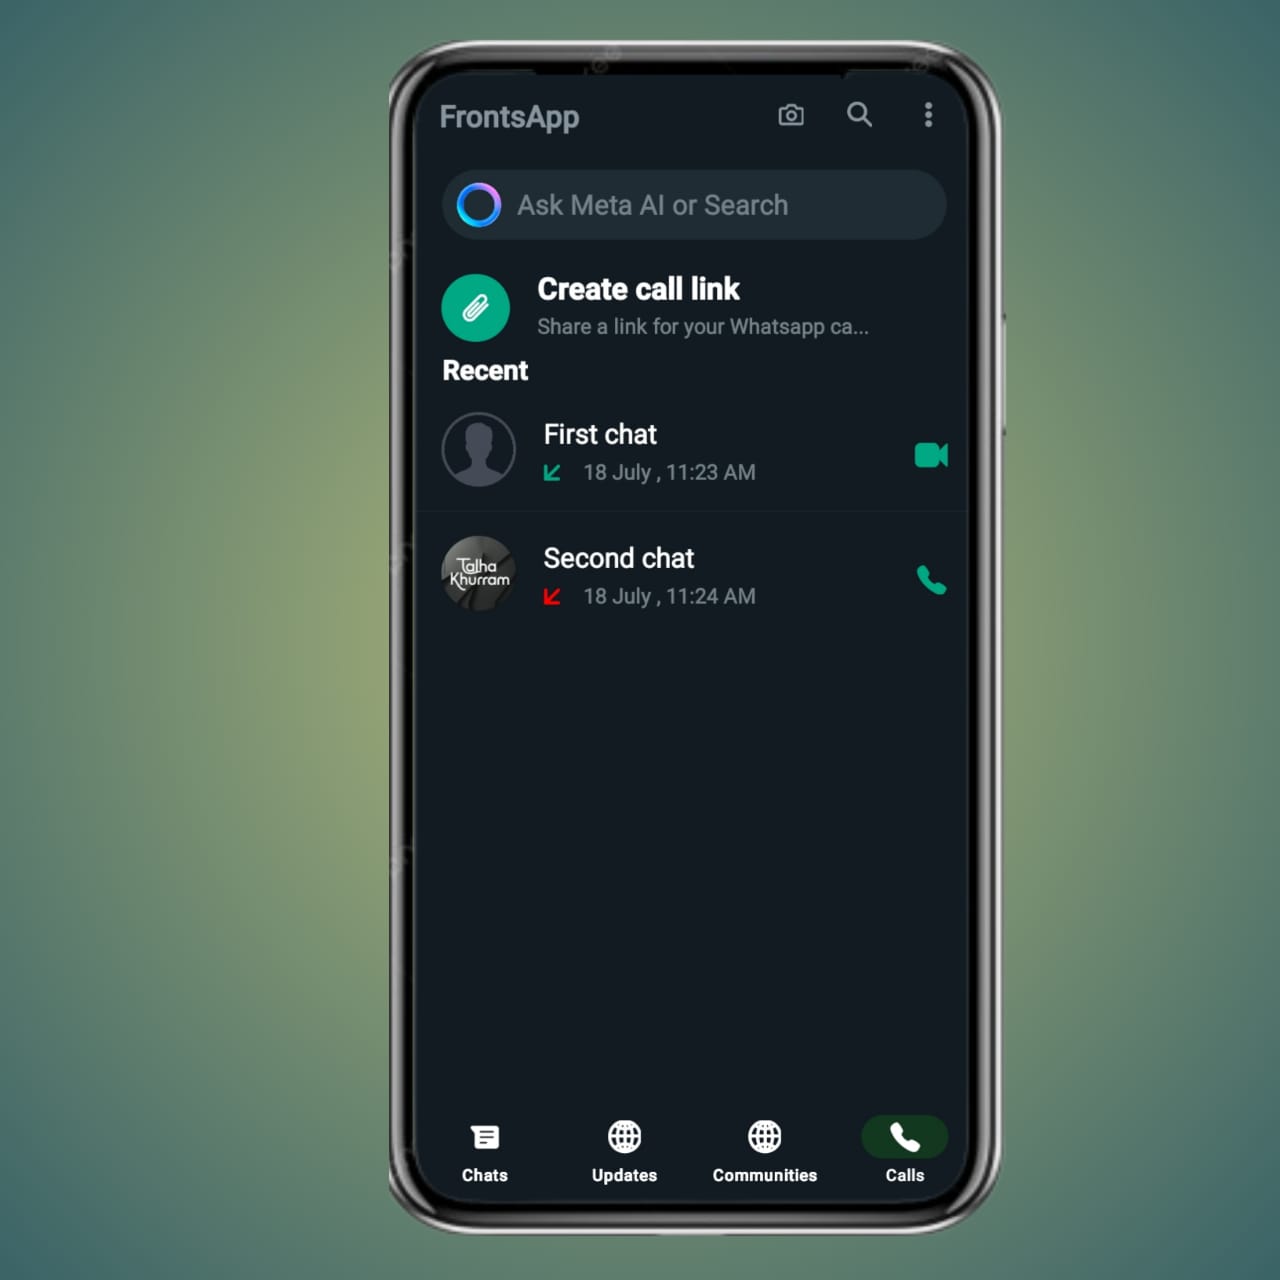 FrontsApp
Ask Meta AI or Search
Create call link
Share a link for your Whatsapp ca...
Recent
First chat
18 July , 11:23 AM
Talha
Khurram
Second chat
18 July , 11:24 AM
Chats
Updates
Communities
Calls